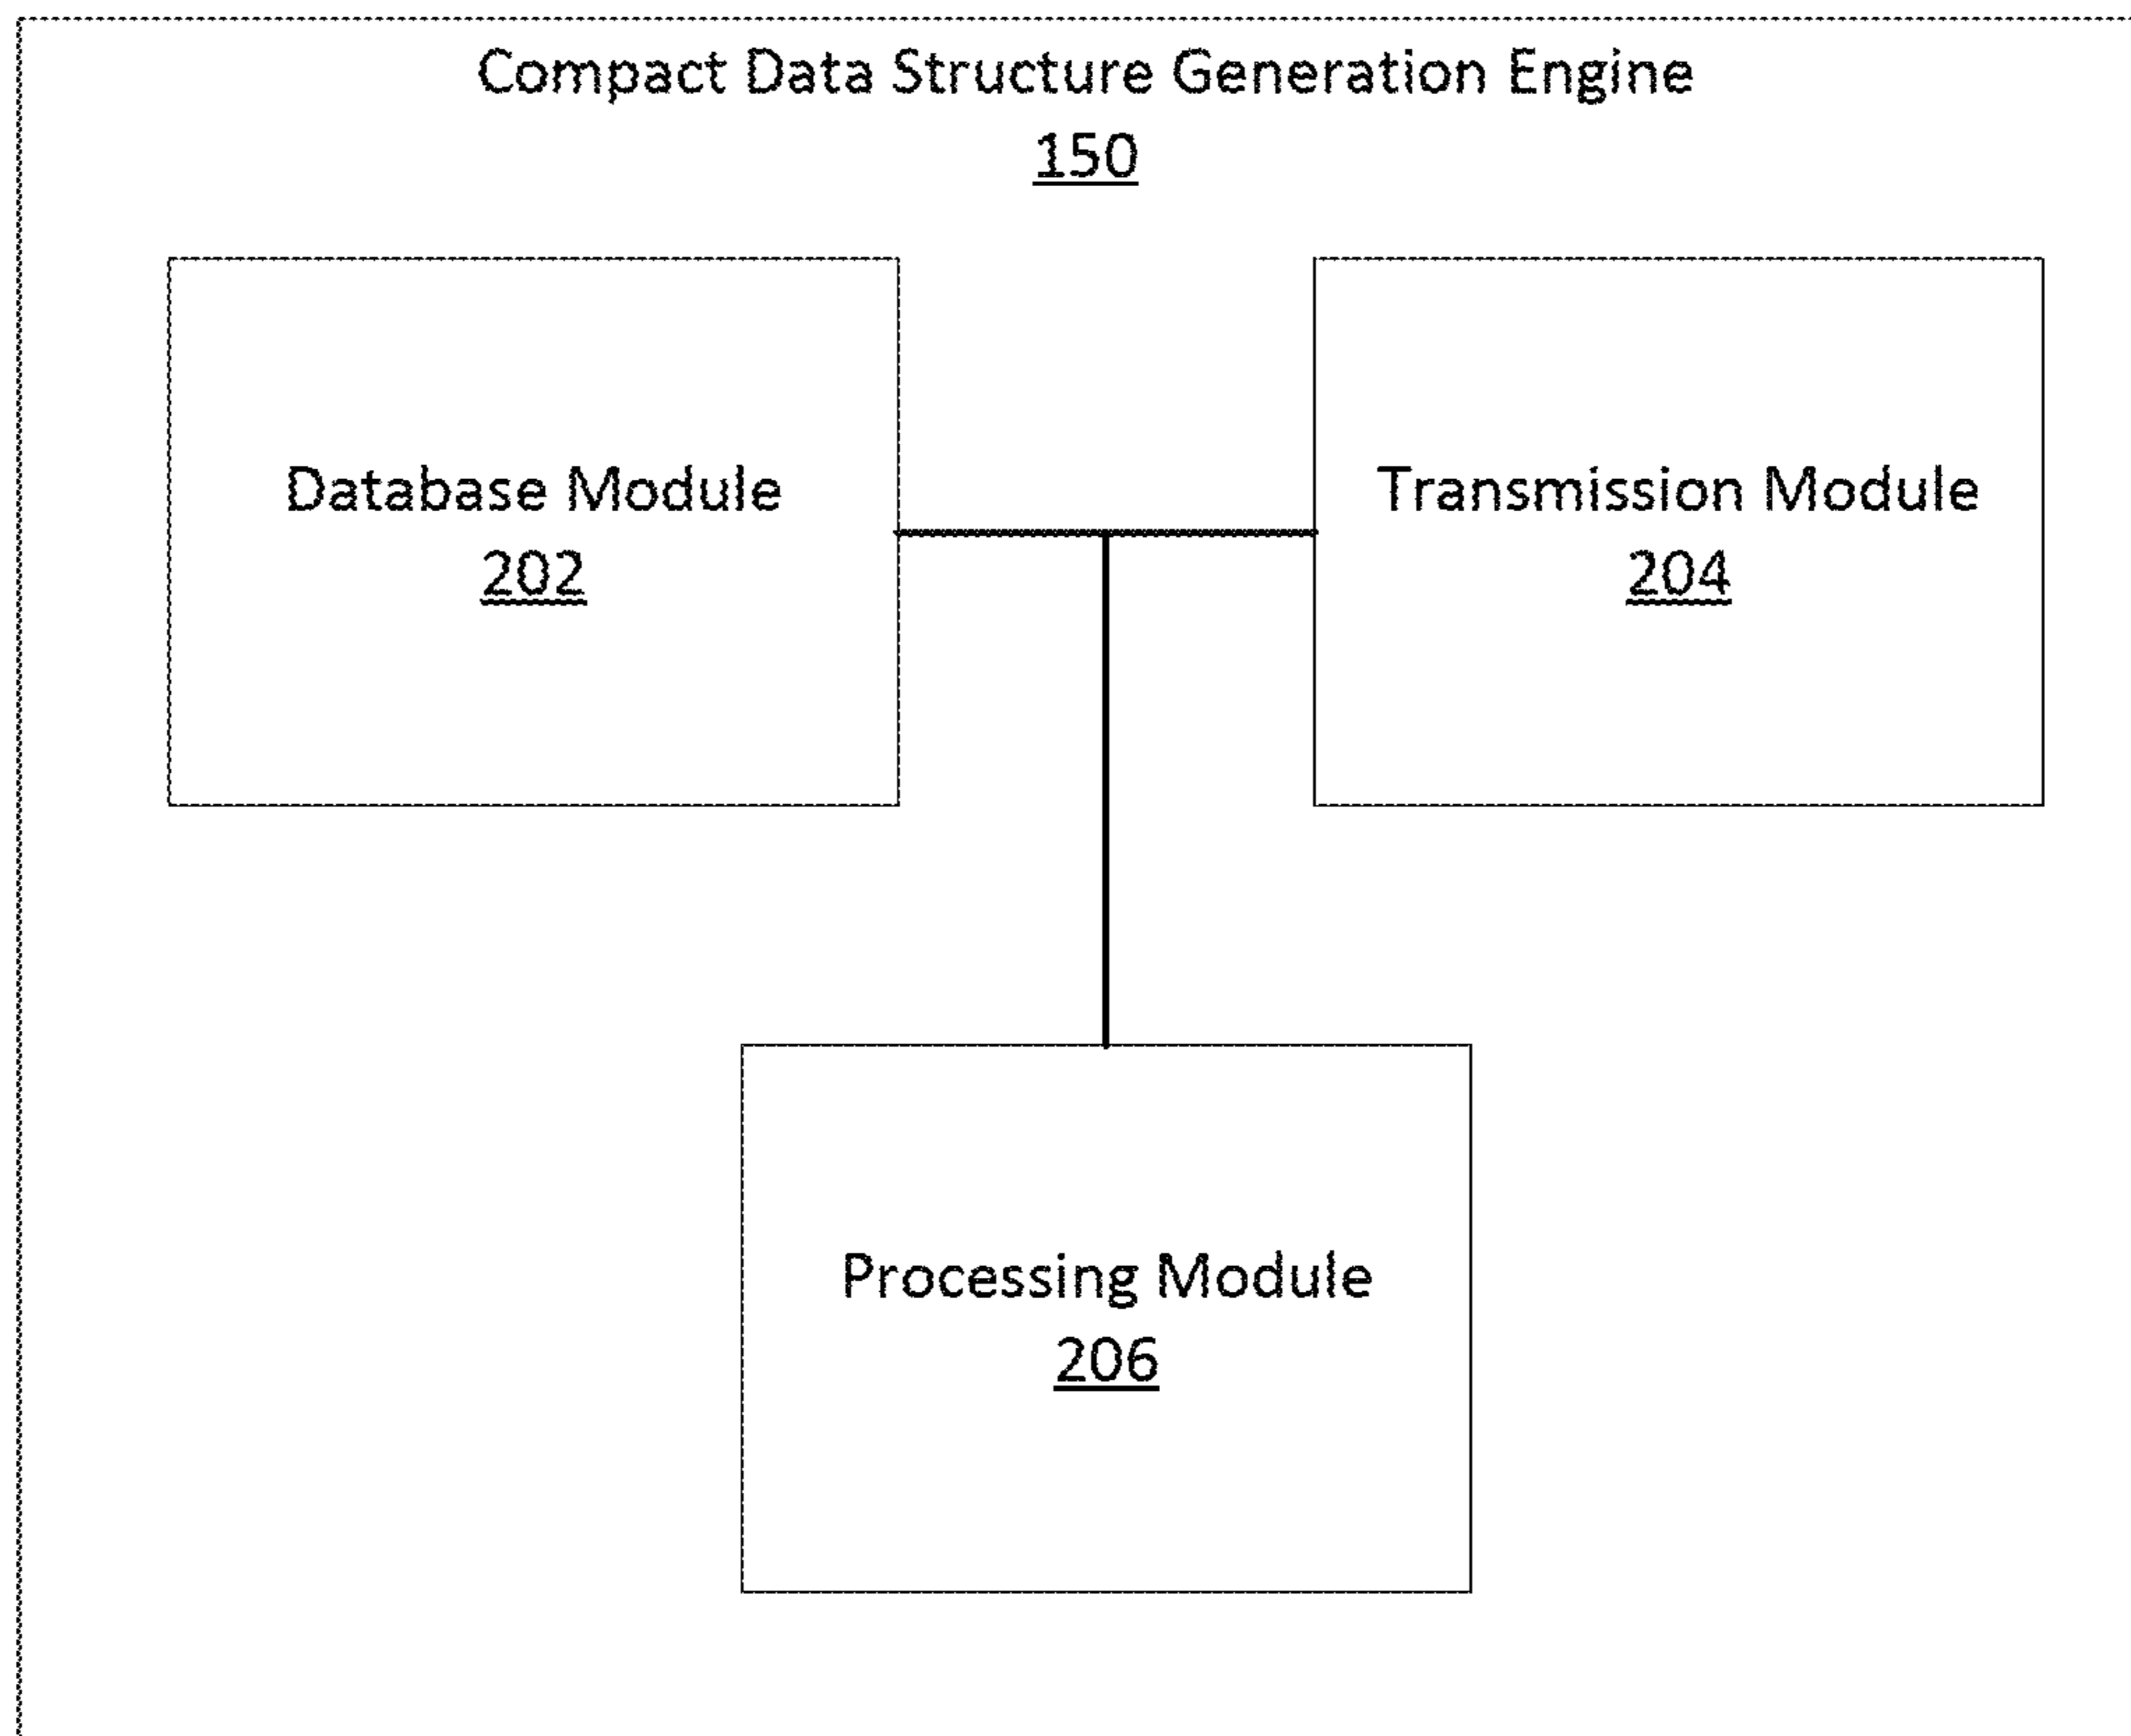 Compact Data Structure Generation Engine
150
Database Module
202
Transmission Module
204
Processing Module
206